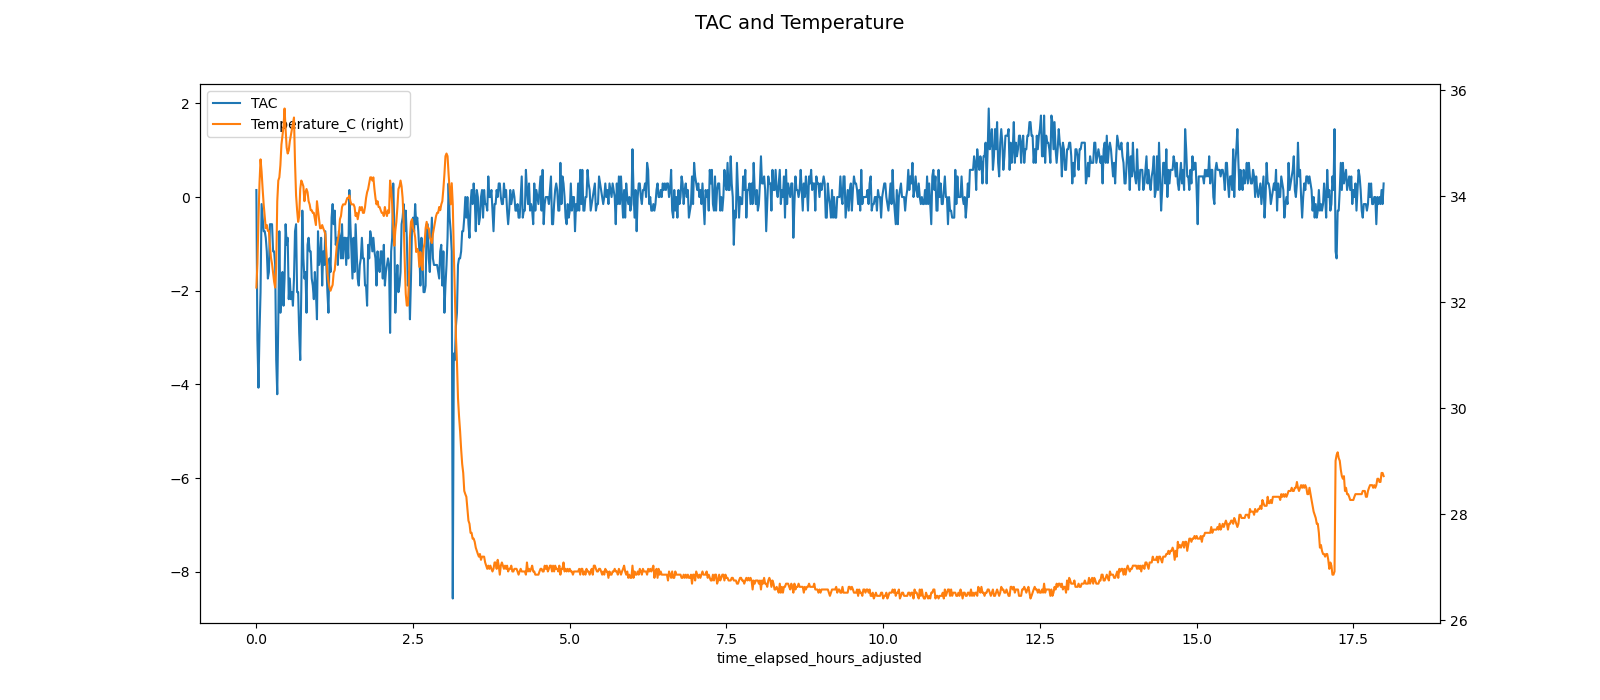 TAC and Temperature
TAC
Temperature_C (right)
2
0
−2
−4
−6
−8
36
34
32
30
28
26
0.0 2.5 5.0 7.5 10.0 12.5 15.0 17.5
time_elapsed_hours_adjusted